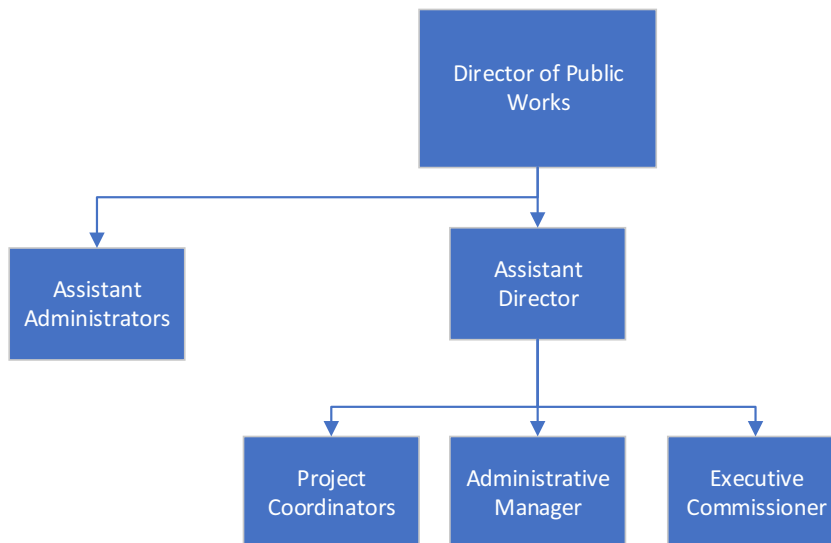 Director of Public
Works
Assistant
Administrators
Assistant
Director
Project
Coordinators
Administrative
Manager
Executive
Commissioner